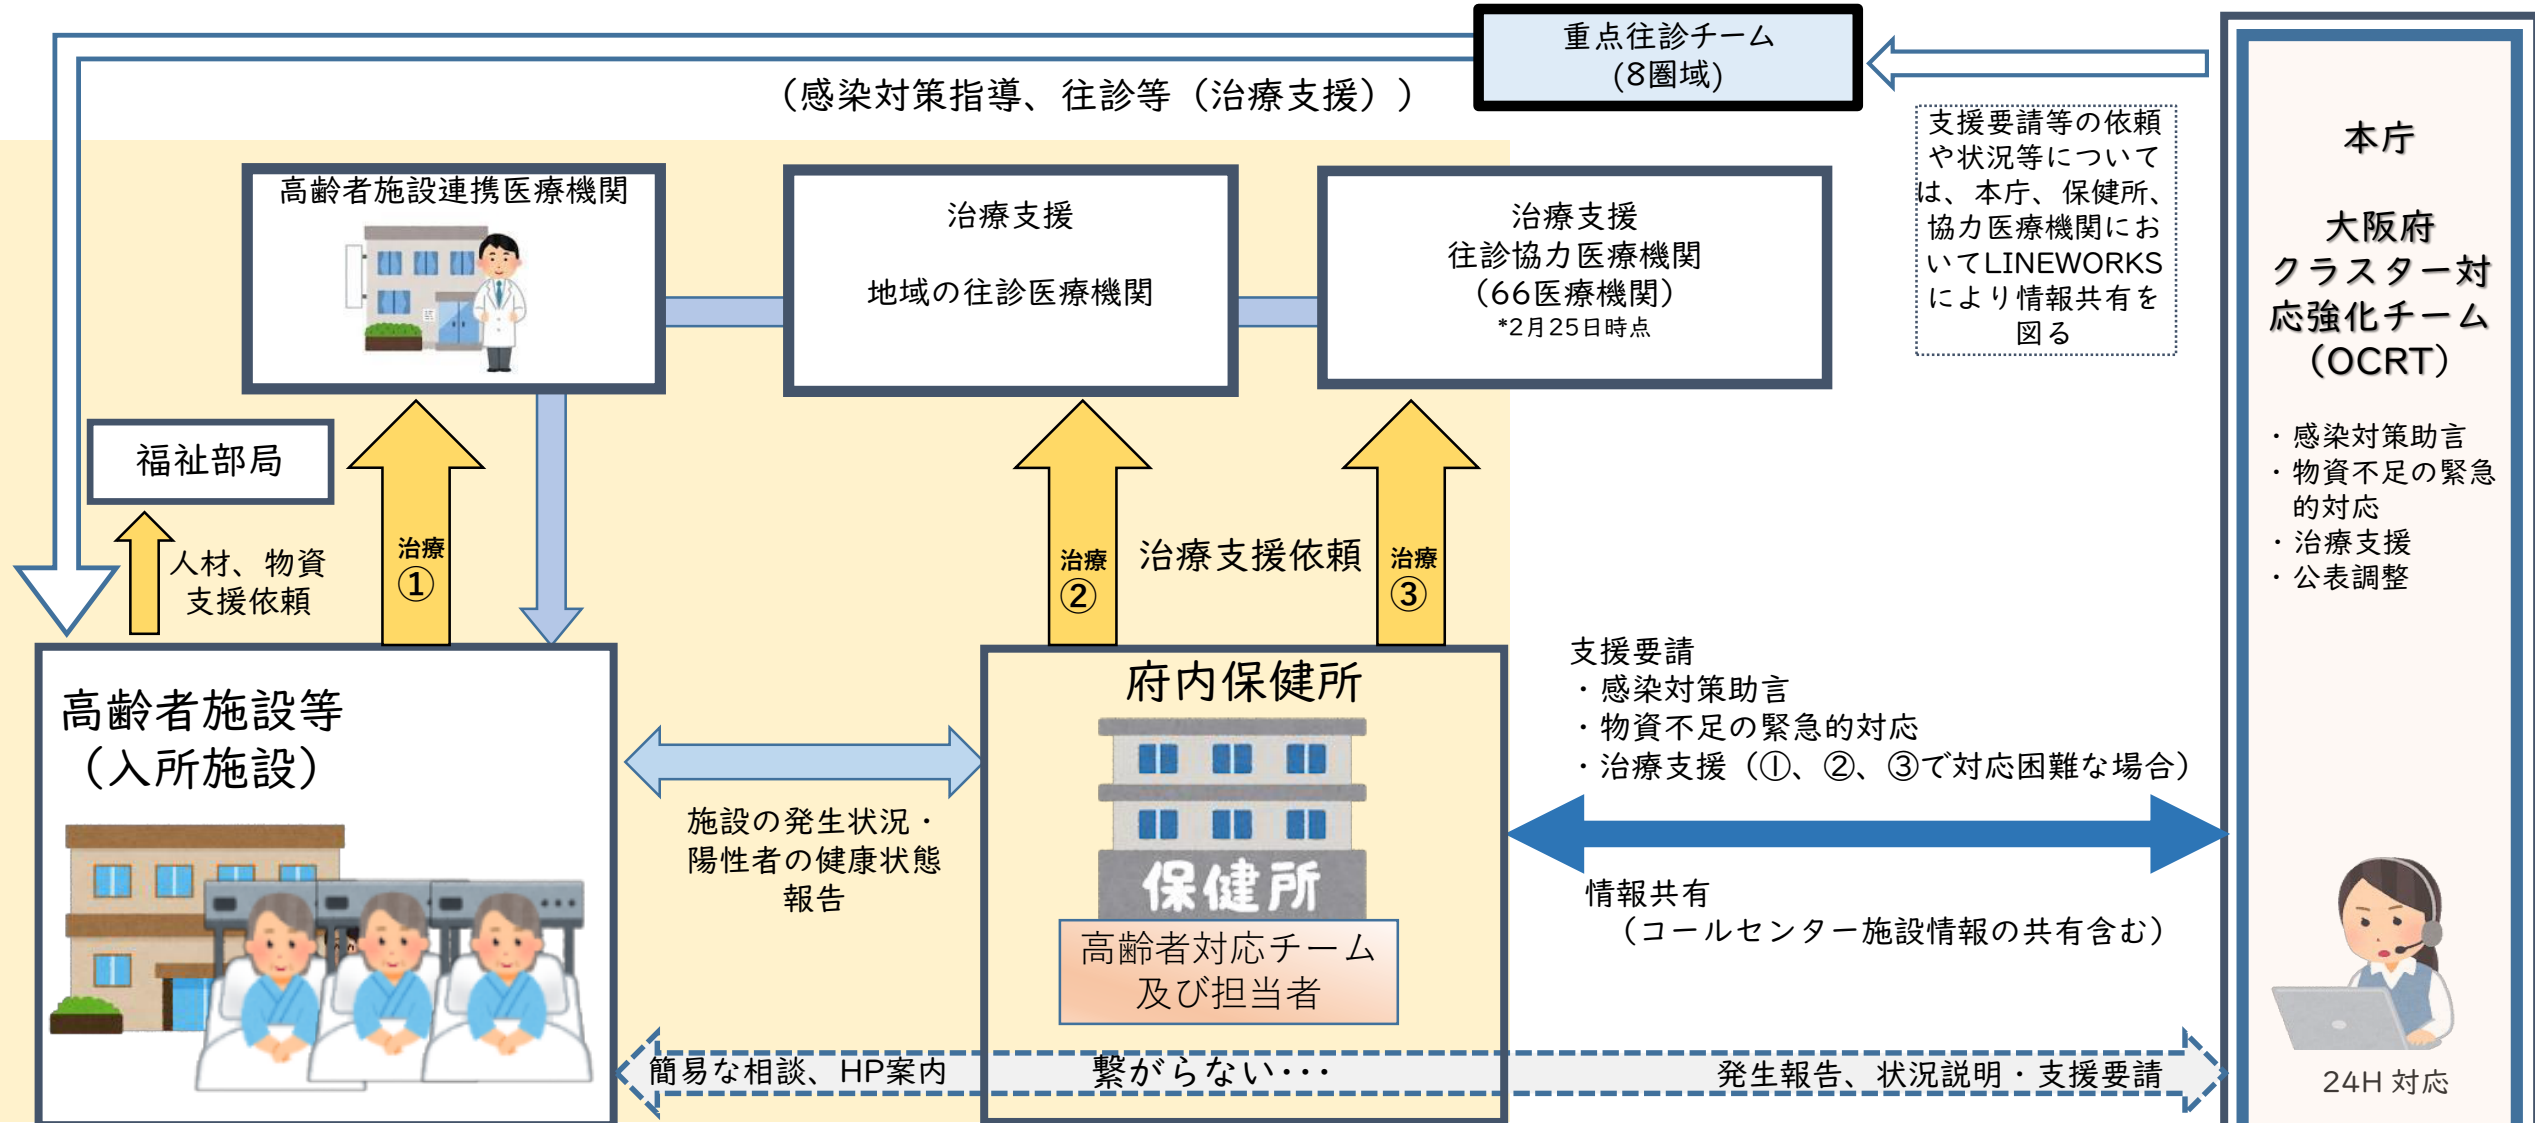 重点往診チーム
(8圏域)
(感染対策指導、往診等（治療支援）)
支援要請等の依頼
や状況等について
は、本庁、保健所、
協力医療機関にお
いてLINEWORKS
により情報共有を
図る
本庁
大阪府
クラスター対
応強化チーム
(OCRT)
・感染対策助言
・物資不足の緊急
的対応
・治療支援
・公表調整
24H 対応
高齢者施設連携医療機関
治療支援
地域の往診医療機関
治療支援
往診協力医療機関
（66医療機関）
*2月25日時点
福祉部局
人材、物資
支援依頼
治療
①
治療
②
治療支援依頼
治療
③
高齢者施設等
（入所施設）
施設の発生状況・
陽性者の健康状態
報告
府内保健所
保健所
高齢者対応チーム
及び担当者
支援要請
・感染対策助言
・物資不足の緊急的対応
・治療支援（①、②、③で対応困難な場合）
情報共有
（コールセンター施設情報の共有含む）
簡易な相談、HP案内
繋がらない･･･
発生報告、状況説明・支援要請